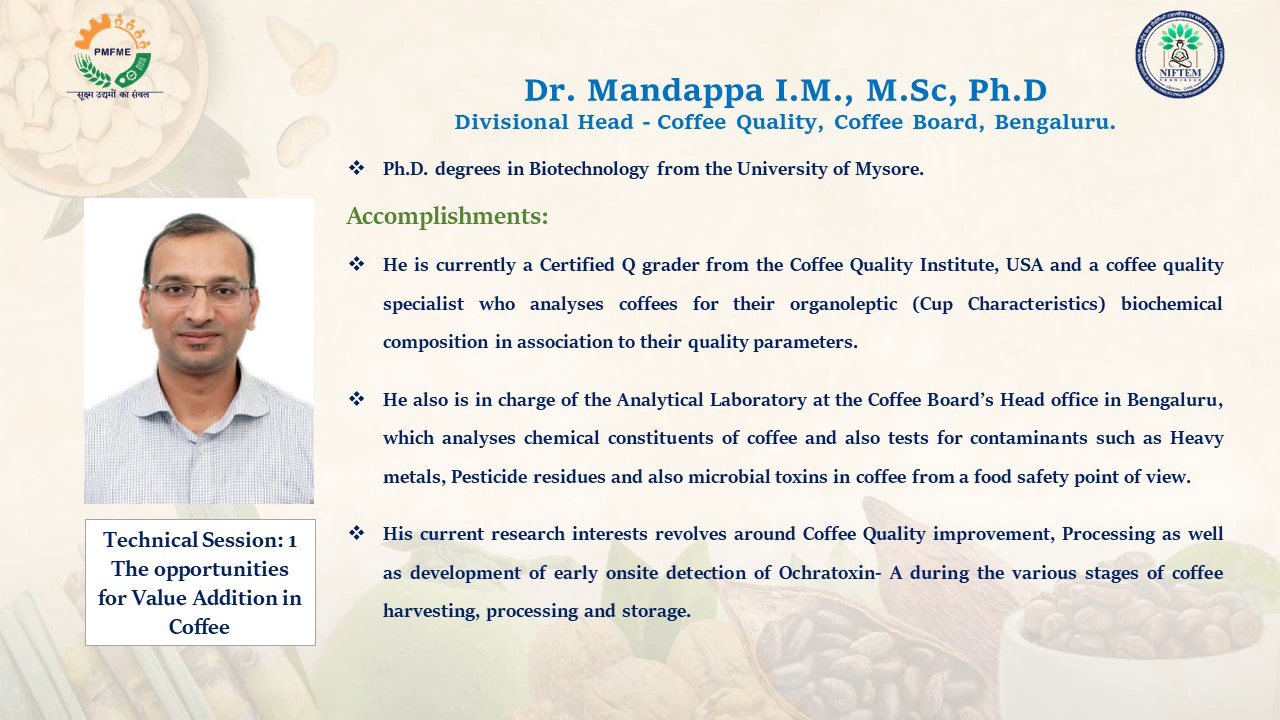 PMFME
सूक्ष्म उद्यमों का संबल
NIFTEM
Dr. Mandappa I.M., M.Sc, Ph.D
Divisional Head - Coffee Quality, Coffee Board, Bengaluru.
❖ Ph.D. degrees in Biotechnology from the University of Mysore.
Accomplishments:
❖ He is currently a Certified Q grader from the Coffee Quality Institute, USA and a coffee quality
specialist who analyses coffees for their organoleptic (Cup Characteristics) biochemical
composition in association to their quality parameters.
❖ He also is in charge of the Analytical Laboratory at the Coffee Board’s Head office in Bengaluru,
which analyses chemical constituents of coffee and also tests for contaminants such as Heavy
metals, Pesticide residues and also microbial toxins in coffee from a food safety point of view.
❖ His current research interests revolves around Coffee Quality improvement, Processing as well
as development of early onsite detection of Ochratoxin- A during the various stages of coffee
harvesting, processing and storage.
Technical Session: 1
The opportunities
for Value Addition in
Coffee